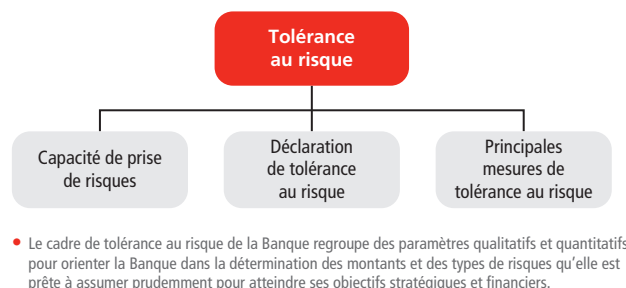 Tolérance
au risque
Capacité de prise
de risques
Déclaration
de tolérance
au risque
Principales
mesures de
tolérance au risque
• Le cadre de tolérance au risque de la Banque regroupe des paramètres qualitatifs et quantitatifs
pour orienter la Banque dans la détermination des montants et des types de risques qu'elle est
prête à assumer prudemment pour atteindre ses objectifs stratégiques et financiers.